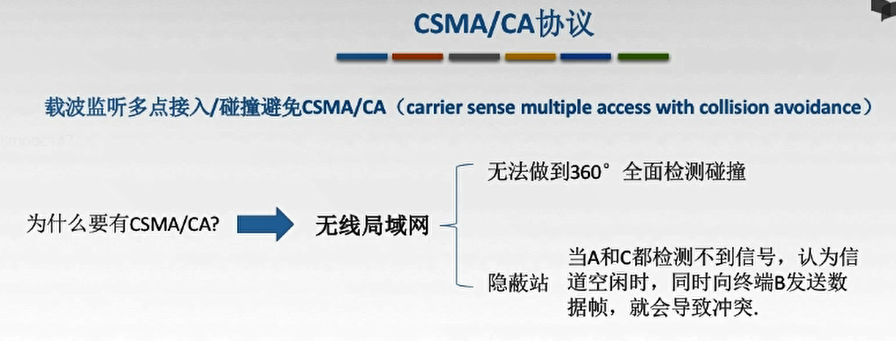 CSMA/CA协议
载波监听多点接入/碰撞避免CSMA/CA（carrier sense multiple access with collision avoidance）
无法做到360°全面检测碰撞
为什么要有CSMA/CA?
无线局域网
隐蔽站
当A和C都检测不到信号，认为信
道空闲时，同时向终端B发送数
据帧，就会导致冲突.